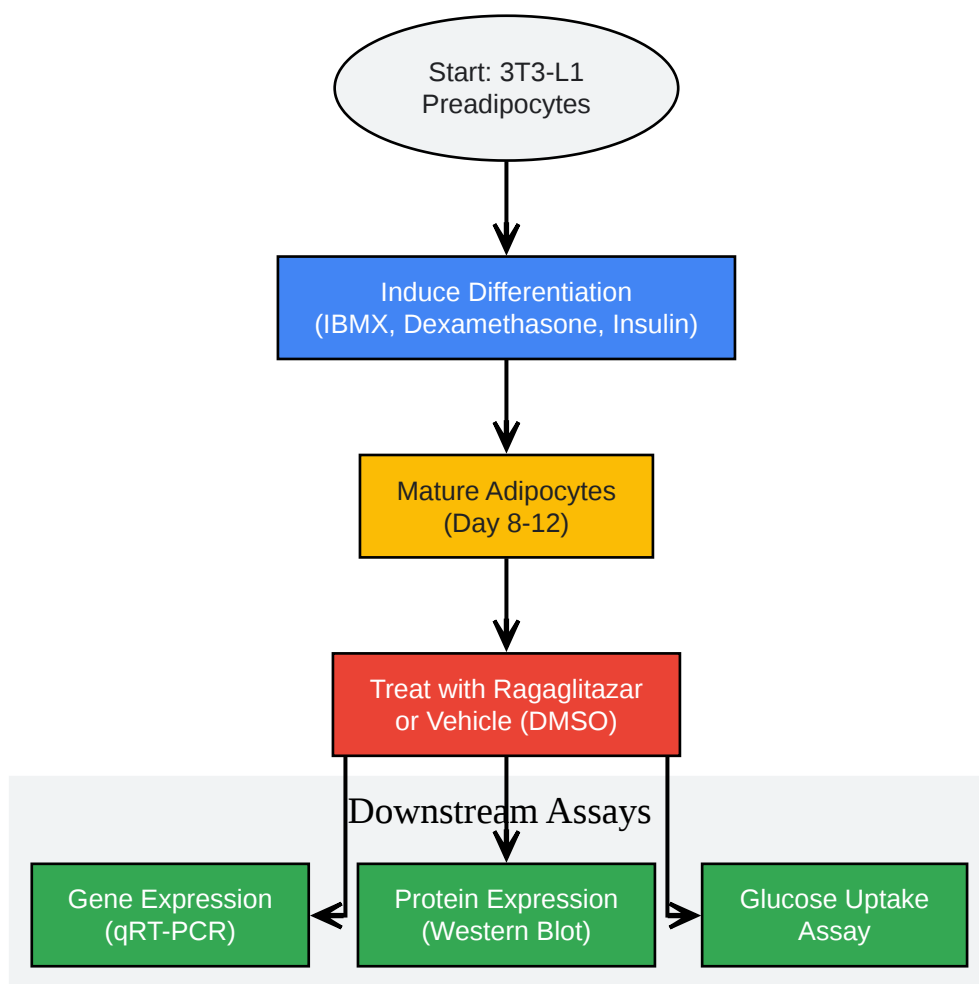 Start: 3T3-L1
Preadipocytes
Induce Differentiation
(IBMX, Dexamethasone, Insulin)
Mature Adipocytes
(Day 8-12)
Treat with Ragaglitazar
or Vehicle (DMSO)
Downstream Assays
Gene Expression
(qRT-PCR)
Protein Expression
(Western Blot)
Glucose Uptake
Assay